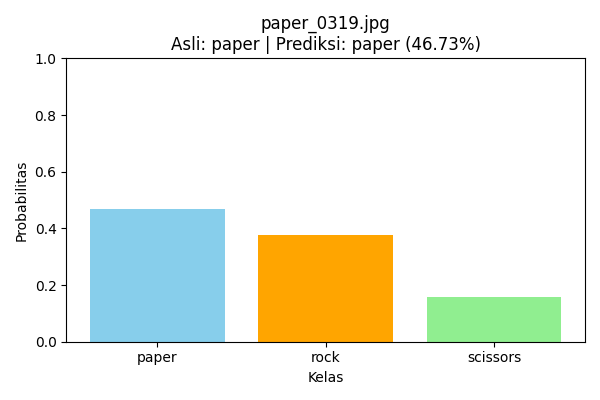 paper_0319.jpg
Asli: paper | Prediksi: paper (46.73%)
1.0
0.8
0.6
0.4
0.2
0.0
Probabilitas
paper rock scissors
Kelas